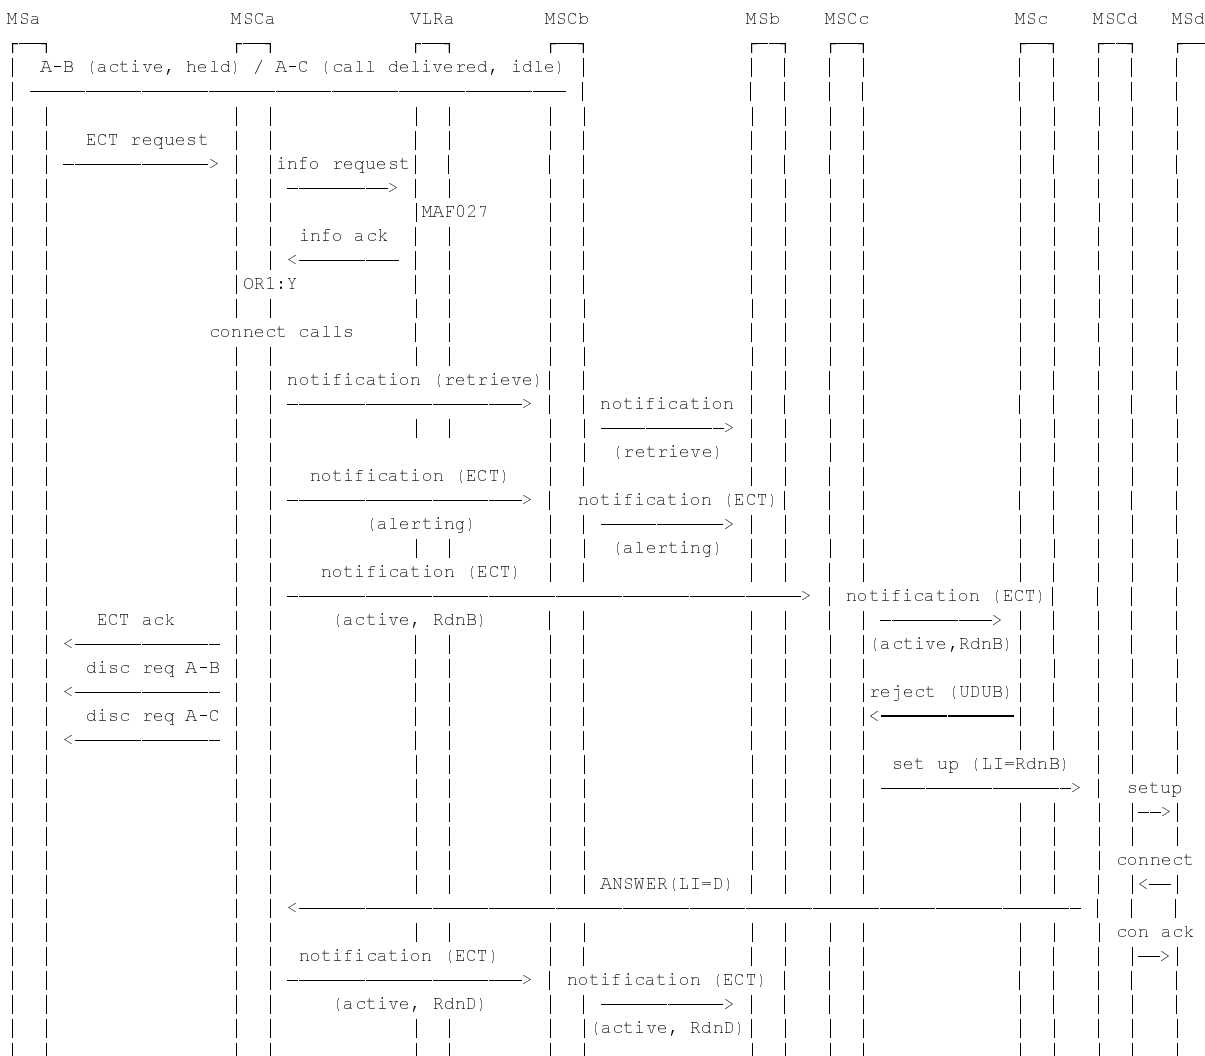 MSa MSCa VLRa MSCb MSb MSCc MSc MSCd MSd
A-B (active, held) / A-C (call delivered, idle)
ECT request
info request
MAF027
info ack
OR1:Y
connect calls
notification (retrieve)
notification
(retrieve)
notification (ECT)
notification (ECT)
(alerting)
(alerting)
notification (ECT)
notification (ECT)
ECT ack (active, RdnB)
(active,RdnB)
disc req A-B
reject (UDUB)
disc req A-C
set up (LI=RdnB)
setup
connect
ANSWER(LI=D)
con ack
notification (ECT)
notification (ECT)
(active, RdnD)
(active, RdnD)